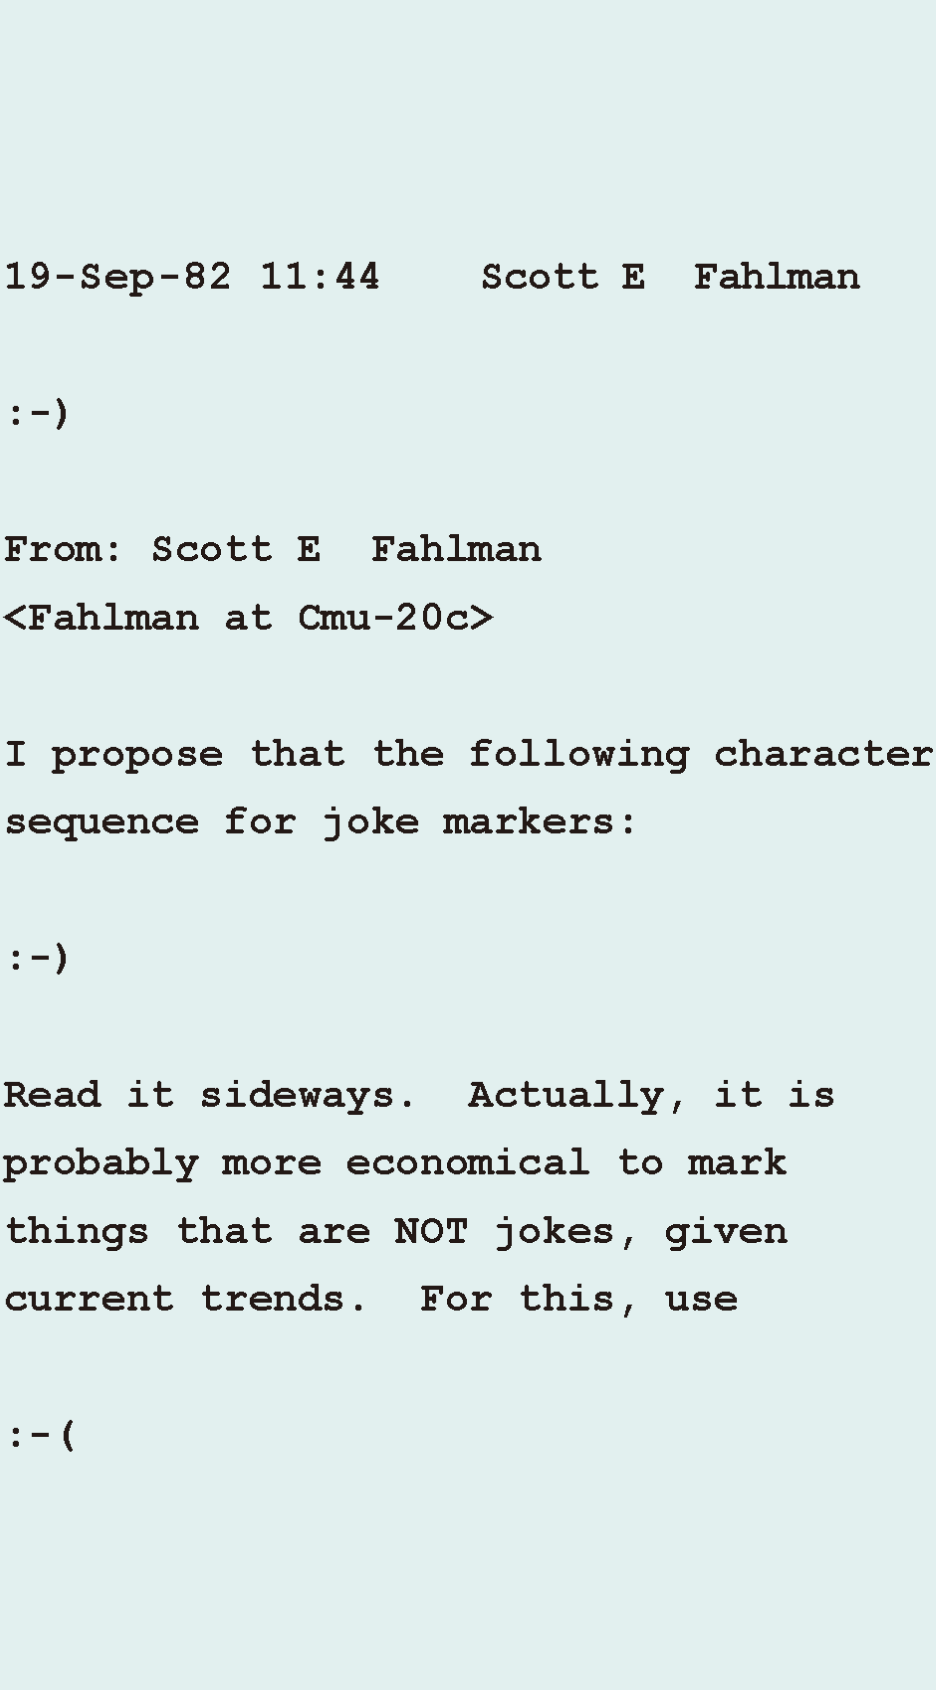 19-Sep-82 11:44    Scott E  Fahlman
:-)
From: Scott E  Fahlman
<Fahlman at Cmu-20c>
I propose that the following character
sequence for joke markers:
:-)
Read it sideways.  Actually, it is
probably more economical to mark
things that are NOT jokes, given
current trends.  For this, use
:-(